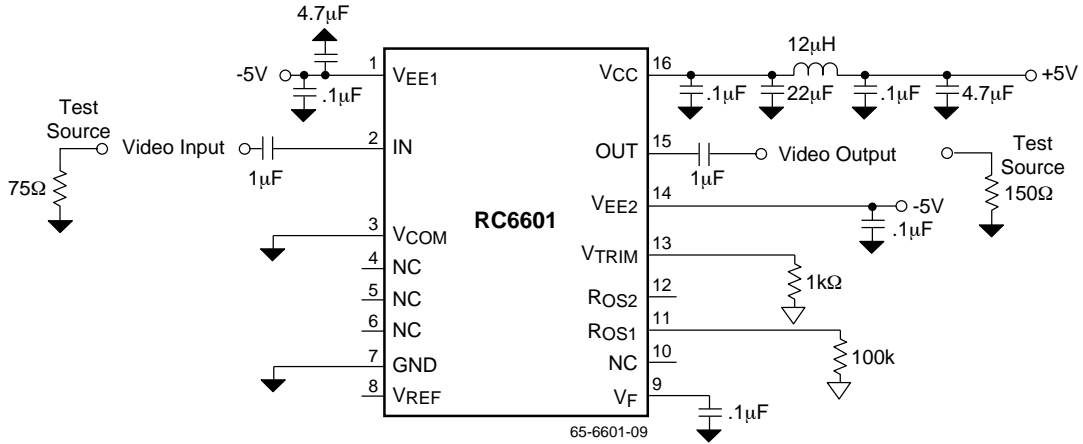 4.7µF
-5V
.1µF
Test
Source
Video Input
1µF
75Ω
1
VEE1
2
IN
3
VCOM
4
NC
5
NC
6
NC
7
GND
8
VREF
RC6601
16
VCC
15
OUT
14
VEE2
13
VTRIM
12
ROS2
11
ROS1
10
NC
9
VF
12µH
+5V
.1µF
22µF
.1µF
4.7µF
1µF
Video Output
Test
Source
150Ω
-5V
.1µF
1kΩ
100k
.1µF
65-6601-09